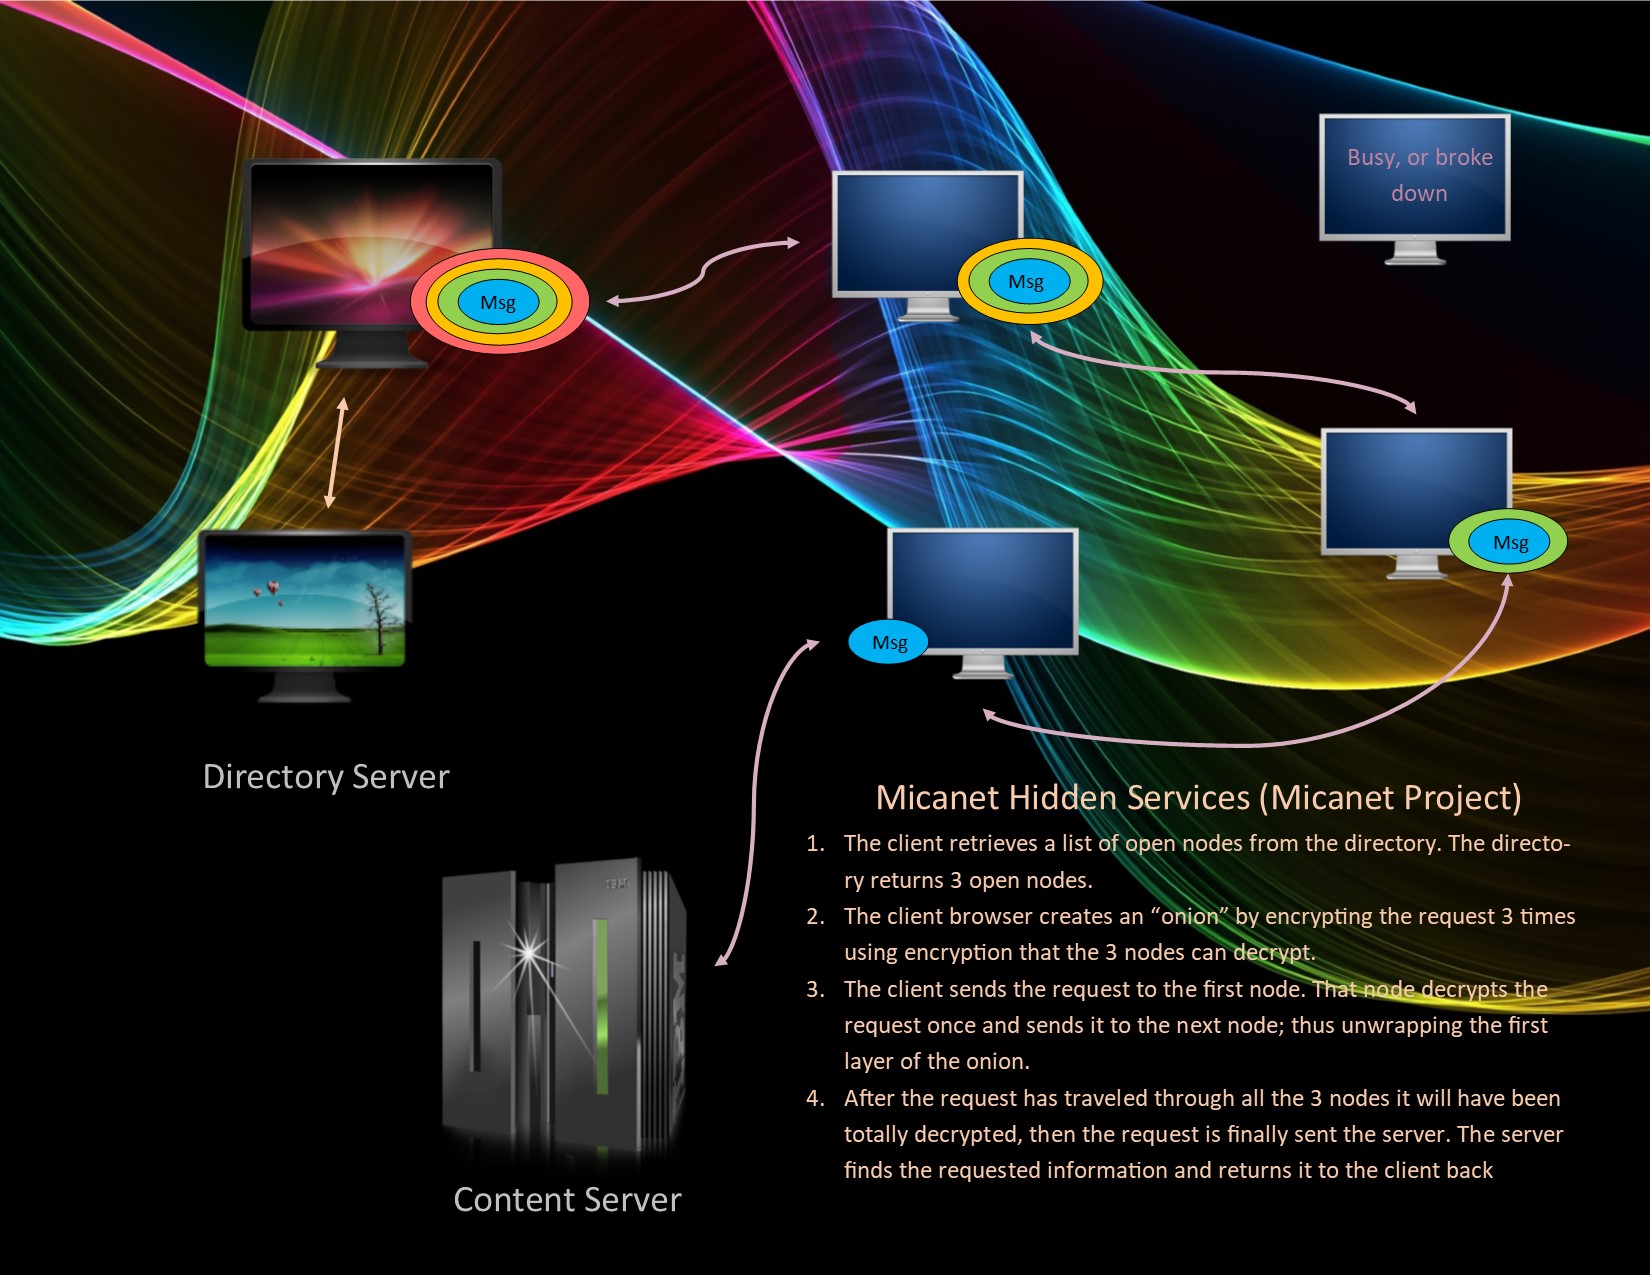 Busy, or broke
down
Msg
Msg
Msg
Msg
Directory Server
IBM
IBM
Content Server
Micanet Hidden Services (Micanet Project)
1. The client retrieves a list of open nodes from the directory. The directo-
ry returns 3 open nodes.
2. The client browser creates an “onion” by encrypting the request 3 times
using encryption that the 3 nodes can decrypt.
3. The client sends the request to the first node. That node decrypts the
request once and sends it to the next node; thus unwrapping the first
layer of the onion.
4. After the request has traveled through all the 3 nodes it will have been
totally decrypted, then the request is finally sent the server. The server
finds the requested information and returns it to the client back